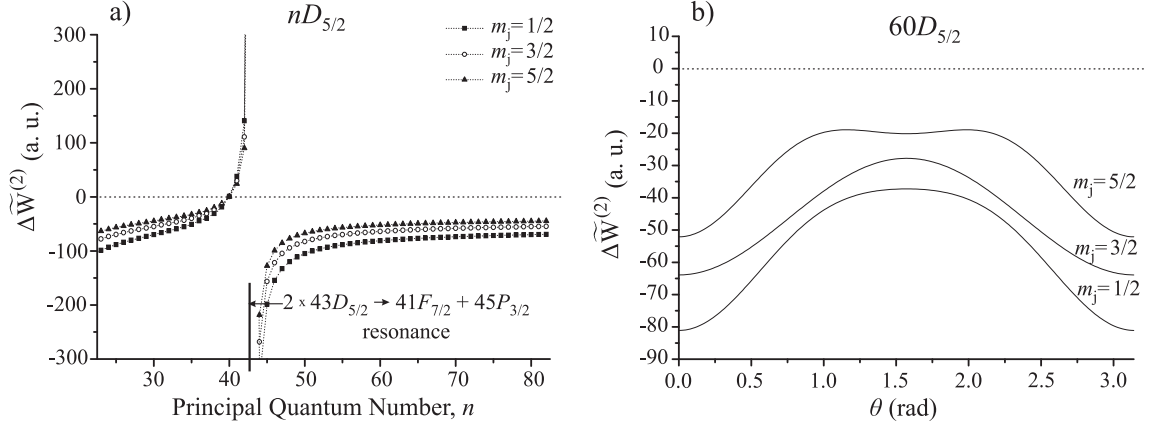 a) nD₅/₂
mⱼ=1/2
mⱼ=3/2
mⱼ=5/2
300
200
100
0
-100
-200
-300
ΔW̃⁽²⁾ (a. u.)
2 x 43D₅/₂ → 41F₇/₂ + 45P₃/₂
resonance
30 40 50 60 70 80
Principal Quantum Number, n
b) 60D₅/₂
10
0
-10
-20
-30
-40
-50
-60
-70
-80
-90
ΔW̃⁽²⁾ (a. u.)
mⱼ=5/2
mⱼ=3/2
mⱼ=1/2
0.0 0.5 1.0 1.5 2.0 2.5 3.0
θ (rad)